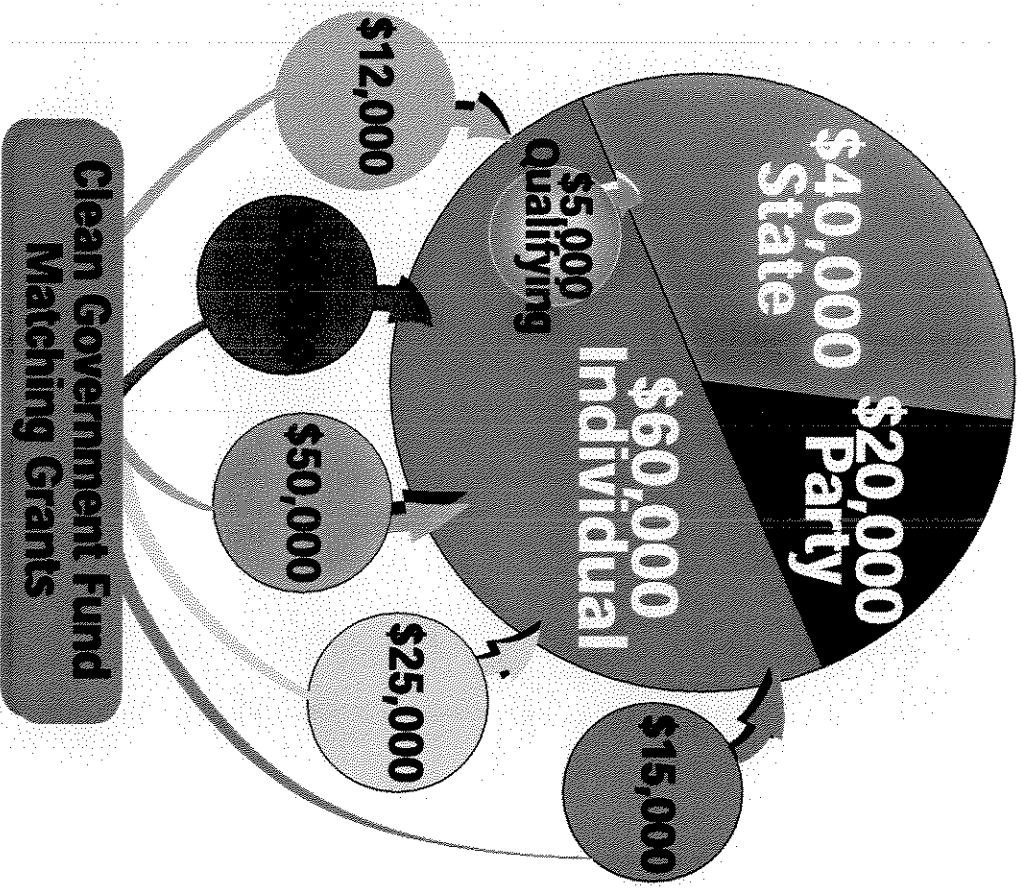 $40,000
State
$20,000
Party
$60,000
Individual
$5,000
Qualifying
$12,000
$50,000
$25,000
$15,000
Clean Government Fund
Matching Grants